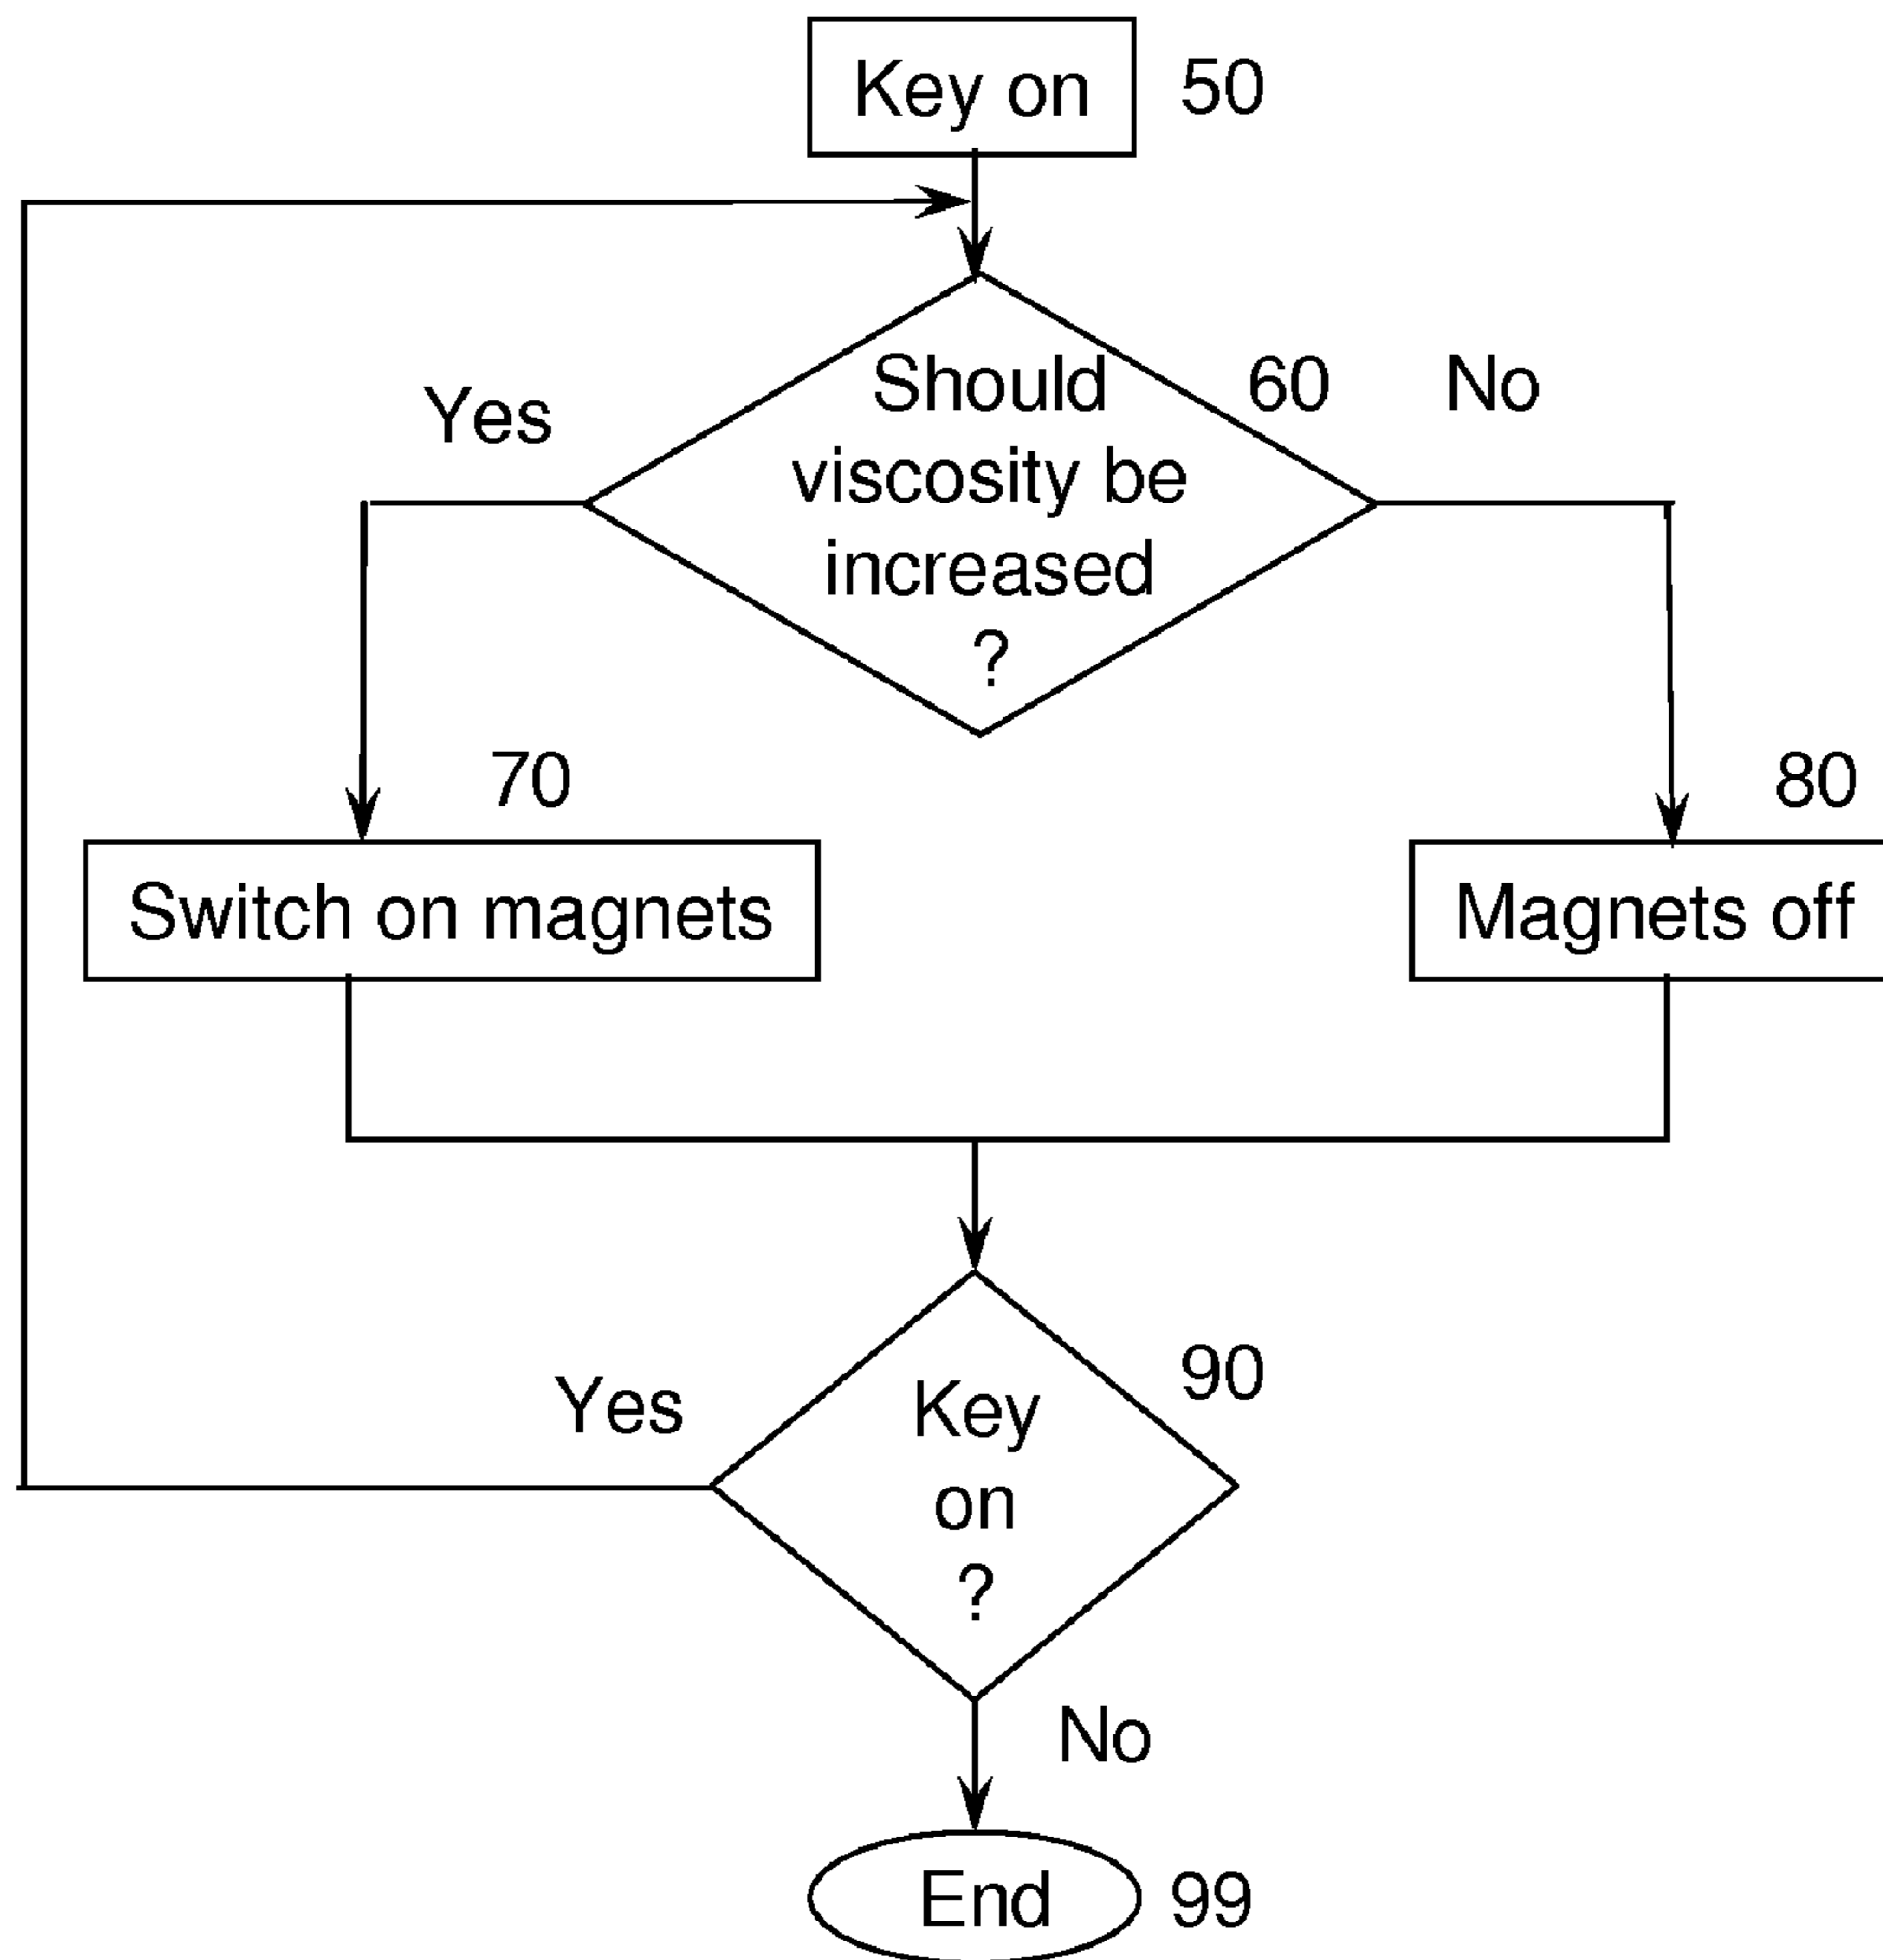 Key on 50
Should
viscosity be
increased
?
60
Yes
No
70
80
Switch on magnets
Magnets off
90
Key
on
?
Yes
No
End 99